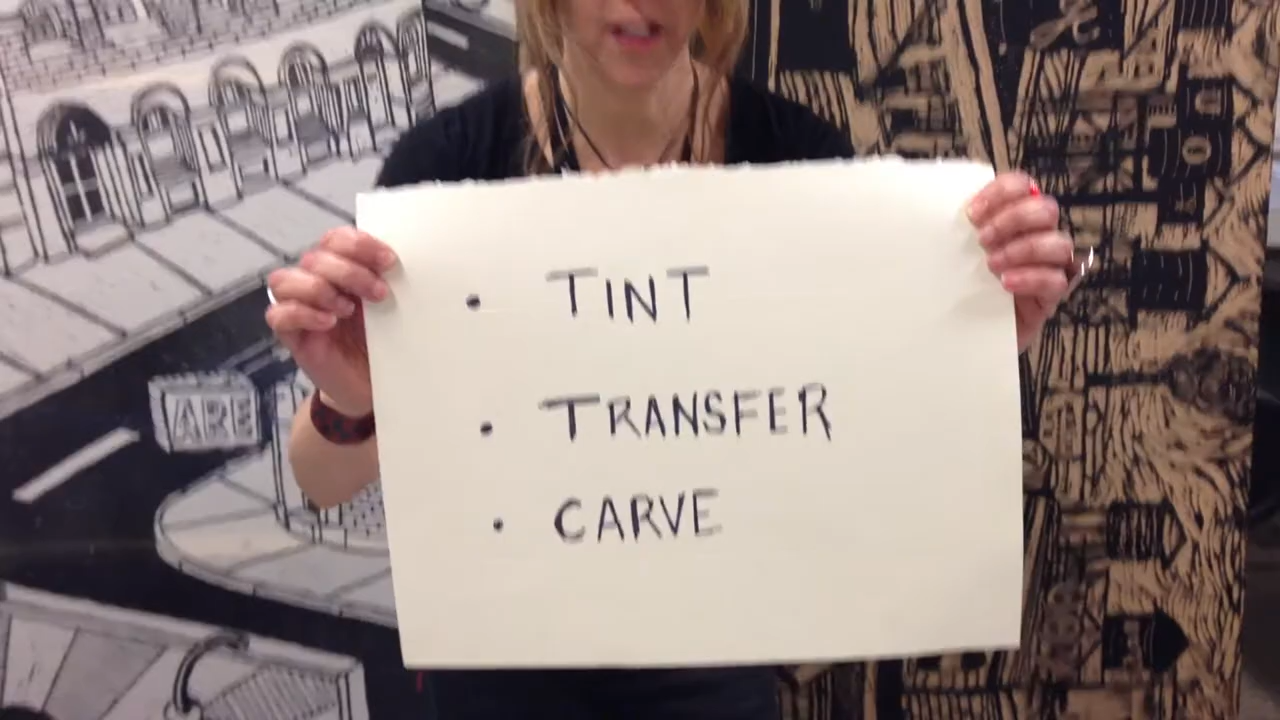 • TINT
• TRANSFER
• CARVE
ARE